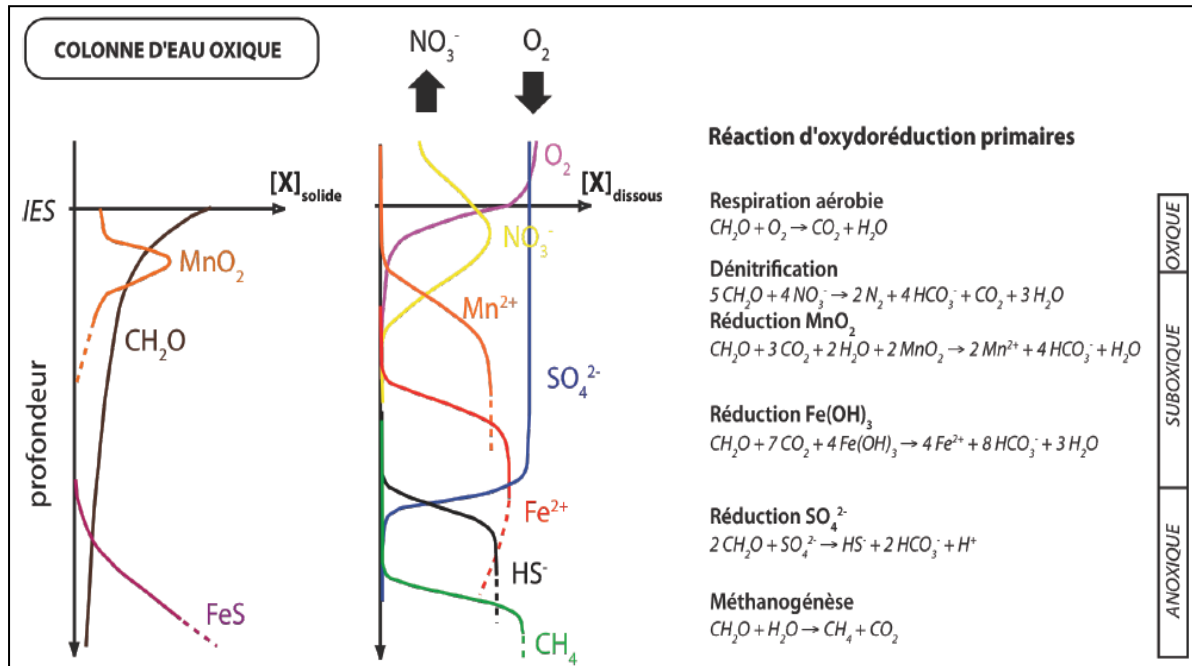 COLONNE D'EAU OXIQUE
NO₃⁻
O₂
[X]solide
IES
MnO₂
CH₂O
FeS
profondeur
[X]dissous
O₂
NO₃⁻
Mn²⁺
SO₄²⁻
Fe²⁺
HS⁻
CH₄
Réaction d'oxydoréduction primaires
Respiration aérobie
CH₂O + O₂ → CO₂ + H₂O
Dénitrification
5 CH₂O + 4 NO₃⁻ → 2 N₂ + 4 HCO₃⁻ + CO₂ + 3 H₂O
Réduction MnO₂
CH₂O + 3 CO₂ + 2 H₂O + 2 MnO₂ → 2 Mn²⁺ + 4 HCO₃⁻ + H₂O
Réduction Fe(OH)₃
CH₂O + 7 CO₂ + 4 Fe(OH)₃ → 4 Fe²⁺ + 8 HCO₃⁻ + 3 H₂O
Réduction SO₄²⁻
2 CH₂O + SO₄²⁻ → HS⁻ + 2 HCO₃⁻ + H⁺
Méthanogénèse
CH₂O + H₂O → CH₄ + CO₂
OXIQUE
SUBOXIQUE
ANOXIQUE